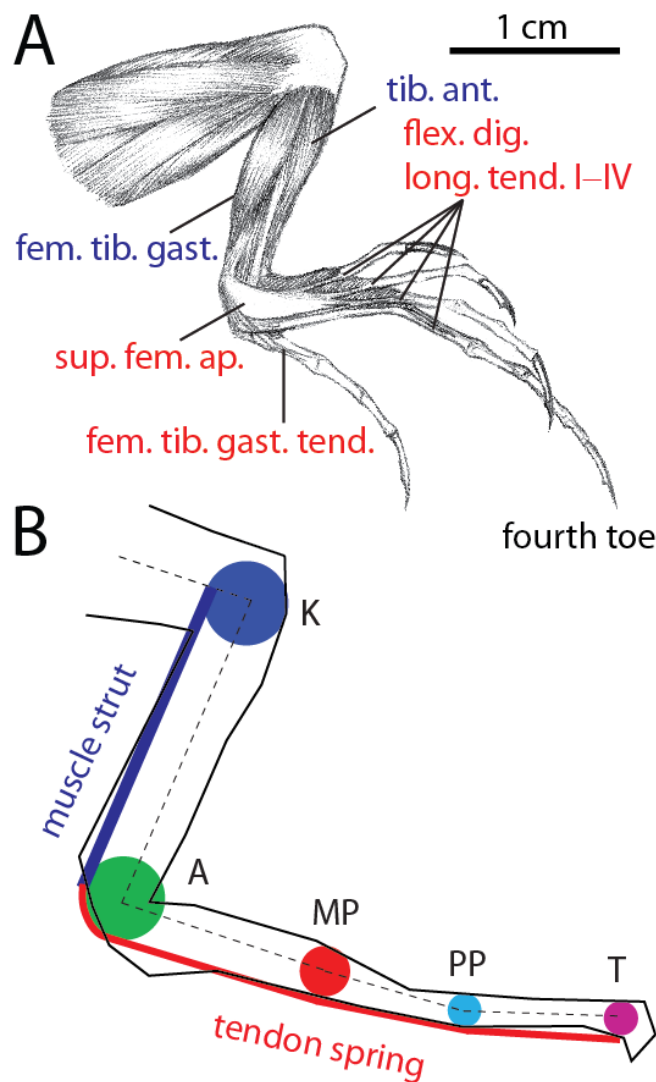 A
1 cm
tib. ant.
flex. dig.
long. tend. I–IV
fem. tib. gast.
sup. fem. ap.
fem. tib. gast. tend.
fourth toe
B
K
muscle strut
A
MP
PP
T
tendon spring